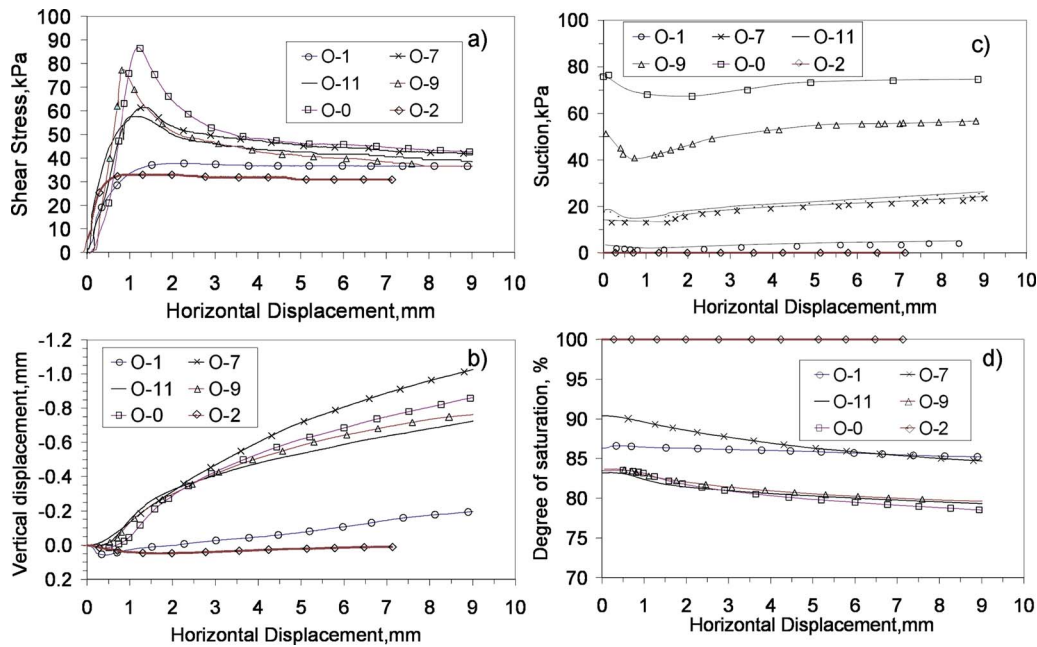 a)
Shear Stress,kPa
100
90
80
70
60
50
40
30
20
10
0
O-1 O-7
O-11 O-9
O-0 O-2
0 1 2 3 4 5 6 7 8 9 10
Horizontal Displacement,mm
c)
Suction,kPa
100
80
60
40
20
0
O-1 O-7 O-11
O-9 O-0 O-2
0 1 2 3 4 5 6 7 8 9 10
Horizontal Displacement,mm
b)
Vertical displacement,mm
-1.2
-1.0
-0.8
-0.6
-0.4
-0.2
0.0
0.2
O-1 O-7
O-11 O-9
O-0 O-2
0 1 2 3 4 5 6 7 8 9 10
Horizontal Displacement,mm
d)
Degree of saturation, %
100
95
90
85
80
75
70
O-1 O-7
O-11 O-9
O-0 O-2
0 1 2 3 4 5 6 7 8 9 10
Horizontal Displacement,mm